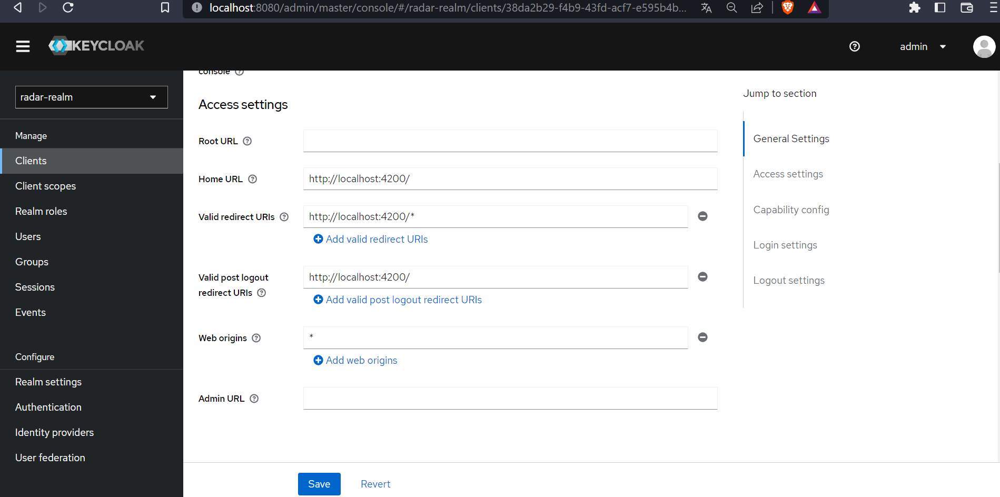 localhost:8080/admin/master/console/#/radar-realm/clients/38da2b29-f4b9-43fd-acf7-e595b4b...
KEYCLOAK
admin
radar-realm
Manage
Clients
Client scopes
Realm roles
Users
Groups
Sessions
Events
Configure
Realm settings
Authentication
Identity providers
User federation
console
Access settings
Root URL
Home URL
http://localhost:4200/
Valid redirect URIs
http://localhost:4200/*
Add valid redirect URIs
Valid post logout
redirect URIs
http://localhost:4200/
Add valid post logout redirect URIs
Web origins
*
Add web origins
Admin URL
Save
Revert
Jump to section
General Settings
Access settings
Capability config
Login settings
Logout settings